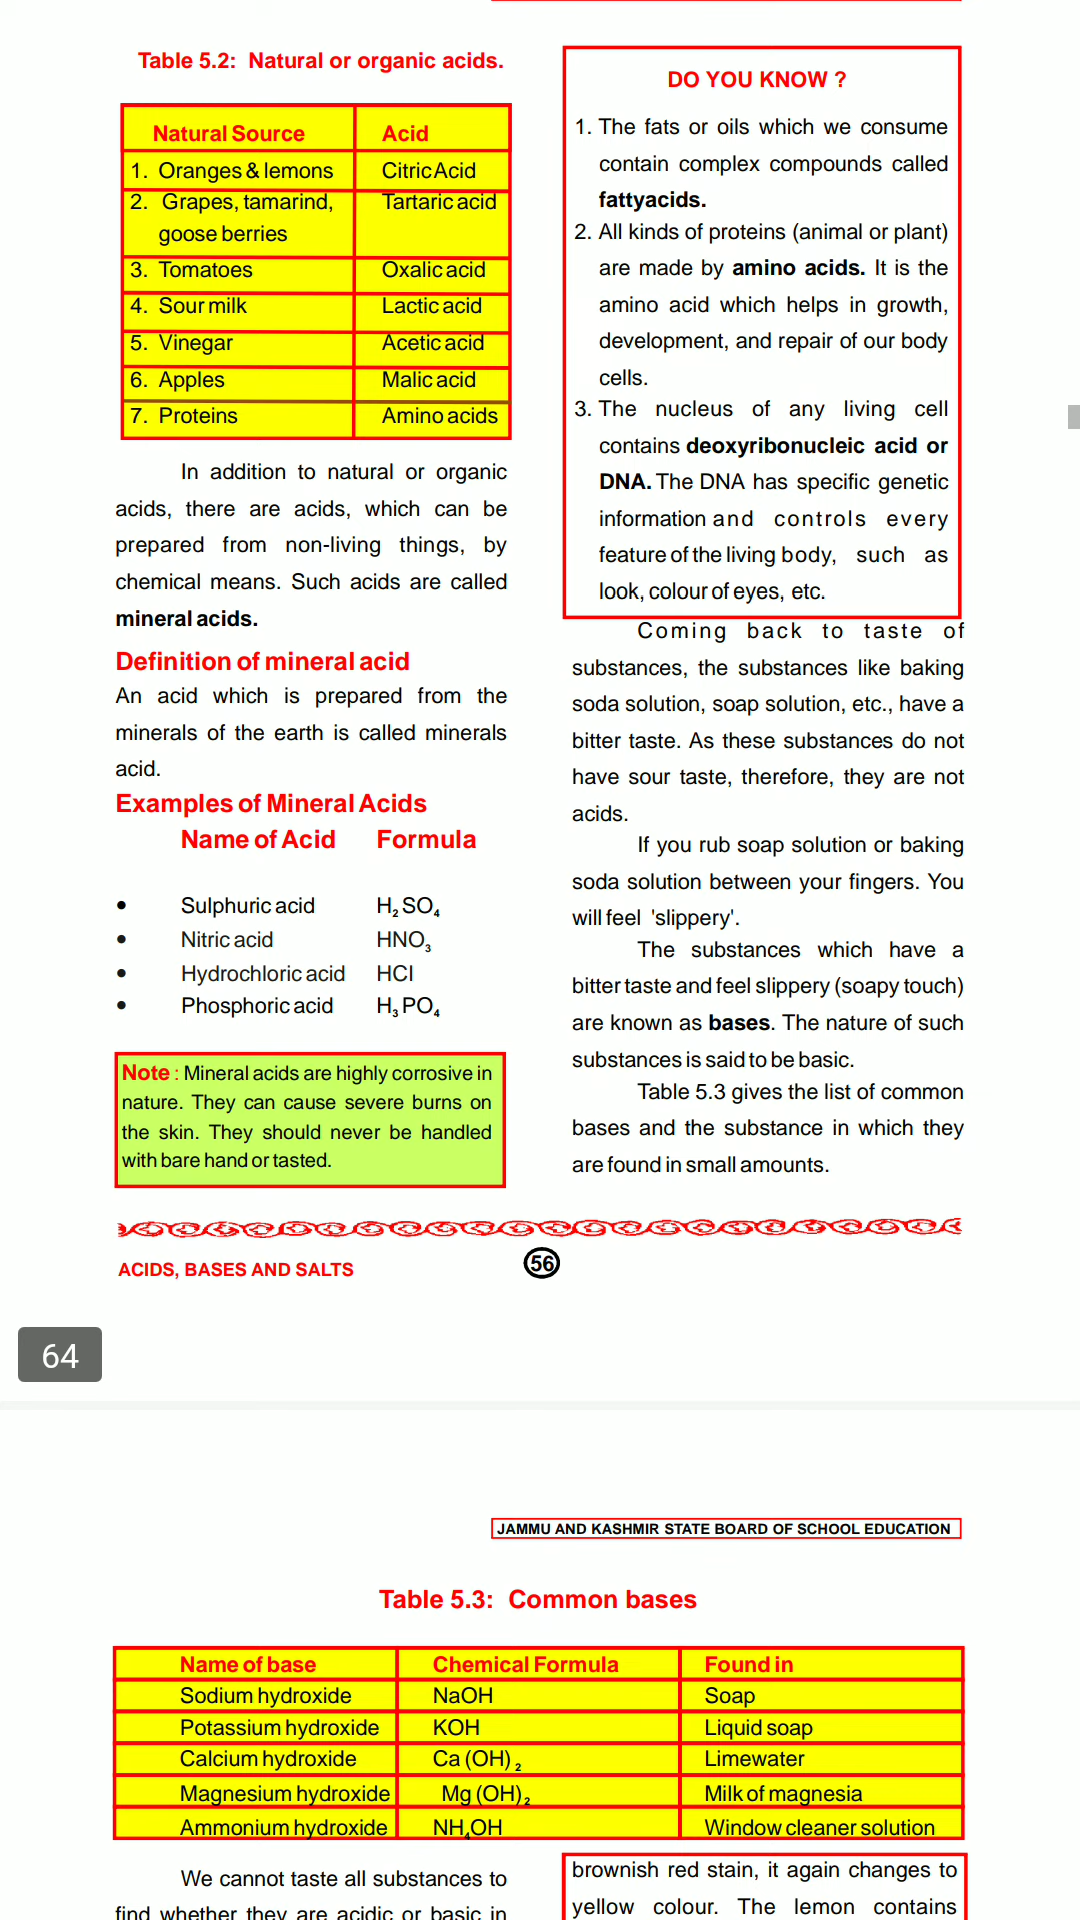 Table 5.2: Natural or organic acids.
Natural Source Acid
1. Oranges & lemons Citric Acid
2. Grapes, tamarind, Tartaric acid
goose berries
3. Tomatoes Oxalic acid
4. Sour milk Lactic acid
5. Vinegar Acetic acid
6. Apples Malic acid
7. Proteins Amino acids
In addition to natural or organic
acids, there are acids, which can be
prepared from non-living things, by
chemical means. Such acids are called
mineral acids.
Definition of mineral acid
An acid which is prepared from the
minerals of the earth is called minerals
acid.
Examples of Mineral Acids
Name of Acid Formula
• Sulphuric acid H₂SO₄
• Nitric acid HNO₃
• Hydrochloric acid HCl
• Phosphoric acid H₃PO₄
Note : Mineral acids are highly corrosive in
nature. They can cause severe burns on
the skin. They should never be handled
with bare hand or tasted.
DO YOU KNOW ?
1. The fats or oils which we consume
contain complex compounds called
fattyacids.
2. All kinds of proteins (animal or plant)
are made by amino acids. It is the
amino acid which helps in growth,
development, and repair of our body
cells.
3. The nucleus of any living cell
contains deoxyribonucleic acid or
DNA. The DNA has specific genetic
information and controls every
feature of the living body, such as
look, colour of eyes, etc.
Coming back to taste of
substances, the substances like baking
soda solution, soap solution, etc., have a
bitter taste. As these substances do not
have sour taste, therefore, they are not
acids.
If you rub soap solution or baking
soda solution between your fingers. You
will feel 'slippery'.
The substances which have a
bitter taste and feel slippery (soapy touch)
are known as bases. The nature of such
substances is said to be basic.
Table 5.3 gives the list of common
bases and the substance in which they
are found in small amounts.
ACIDS, BASES AND SALTS
56
64
JAMMU AND KASHMIR STATE BOARD OF SCHOOL EDUCATION
Table 5.3: Common bases
Name of base Chemical Formula Found in
Sodium hydroxide NaOH Soap
Potassium hydroxide KOH Liquid soap
Calcium hydroxide Ca (OH)₂ Limewater
Magnesium hydroxide Mg (OH)₂ Milk of magnesia
Ammonium hydroxide NH₄OH Window cleaner solution
We cannot taste all substances to
find whether they are acidic or basic in
brownish red stain, it again changes to
yellow colour. The lemon contains